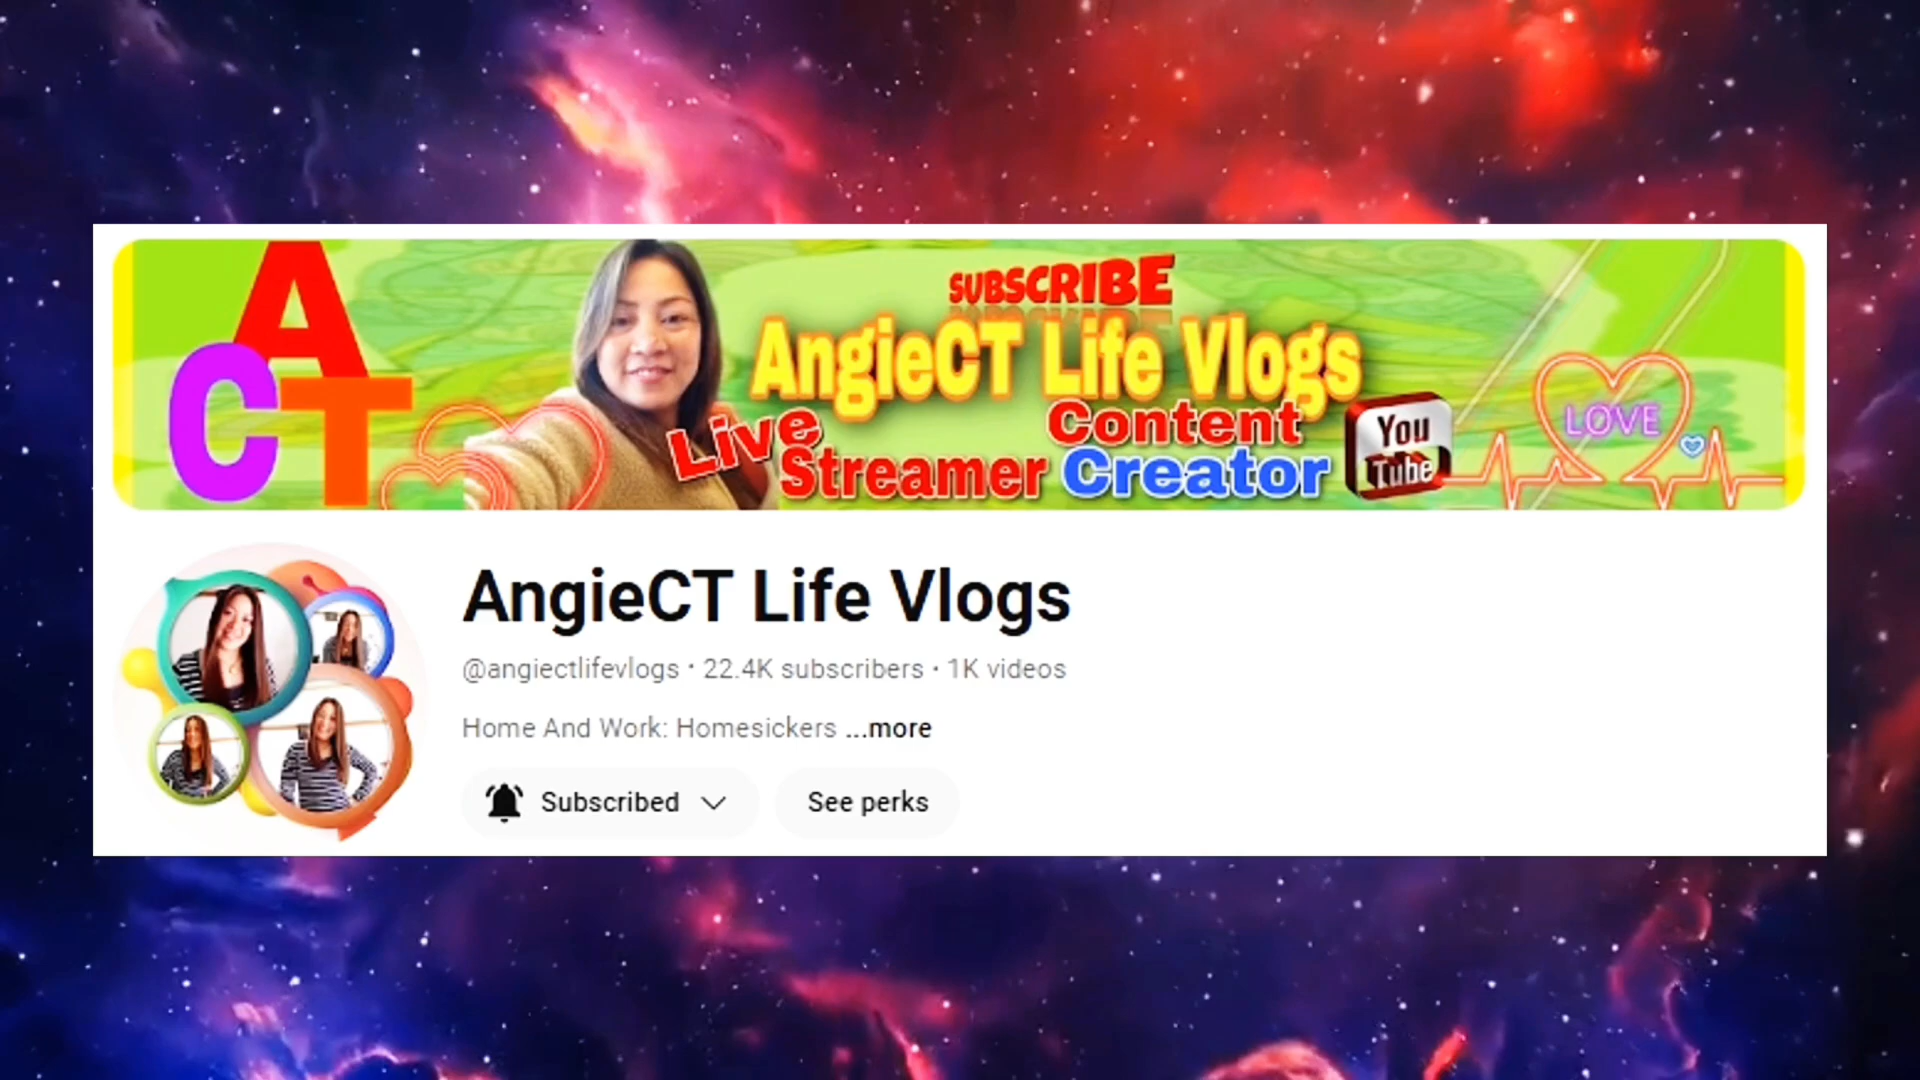 A
CT
SUBSCRIBE
AngieCT Life Vlogs
Live Streamer
Content Creator
You Tube
LOVE
AngieCT Life Vlogs
@angiectlifevlogs • 22.4K subscribers • 1K videos
Home And Work: Homesickers ...more
Subscribed
See perks